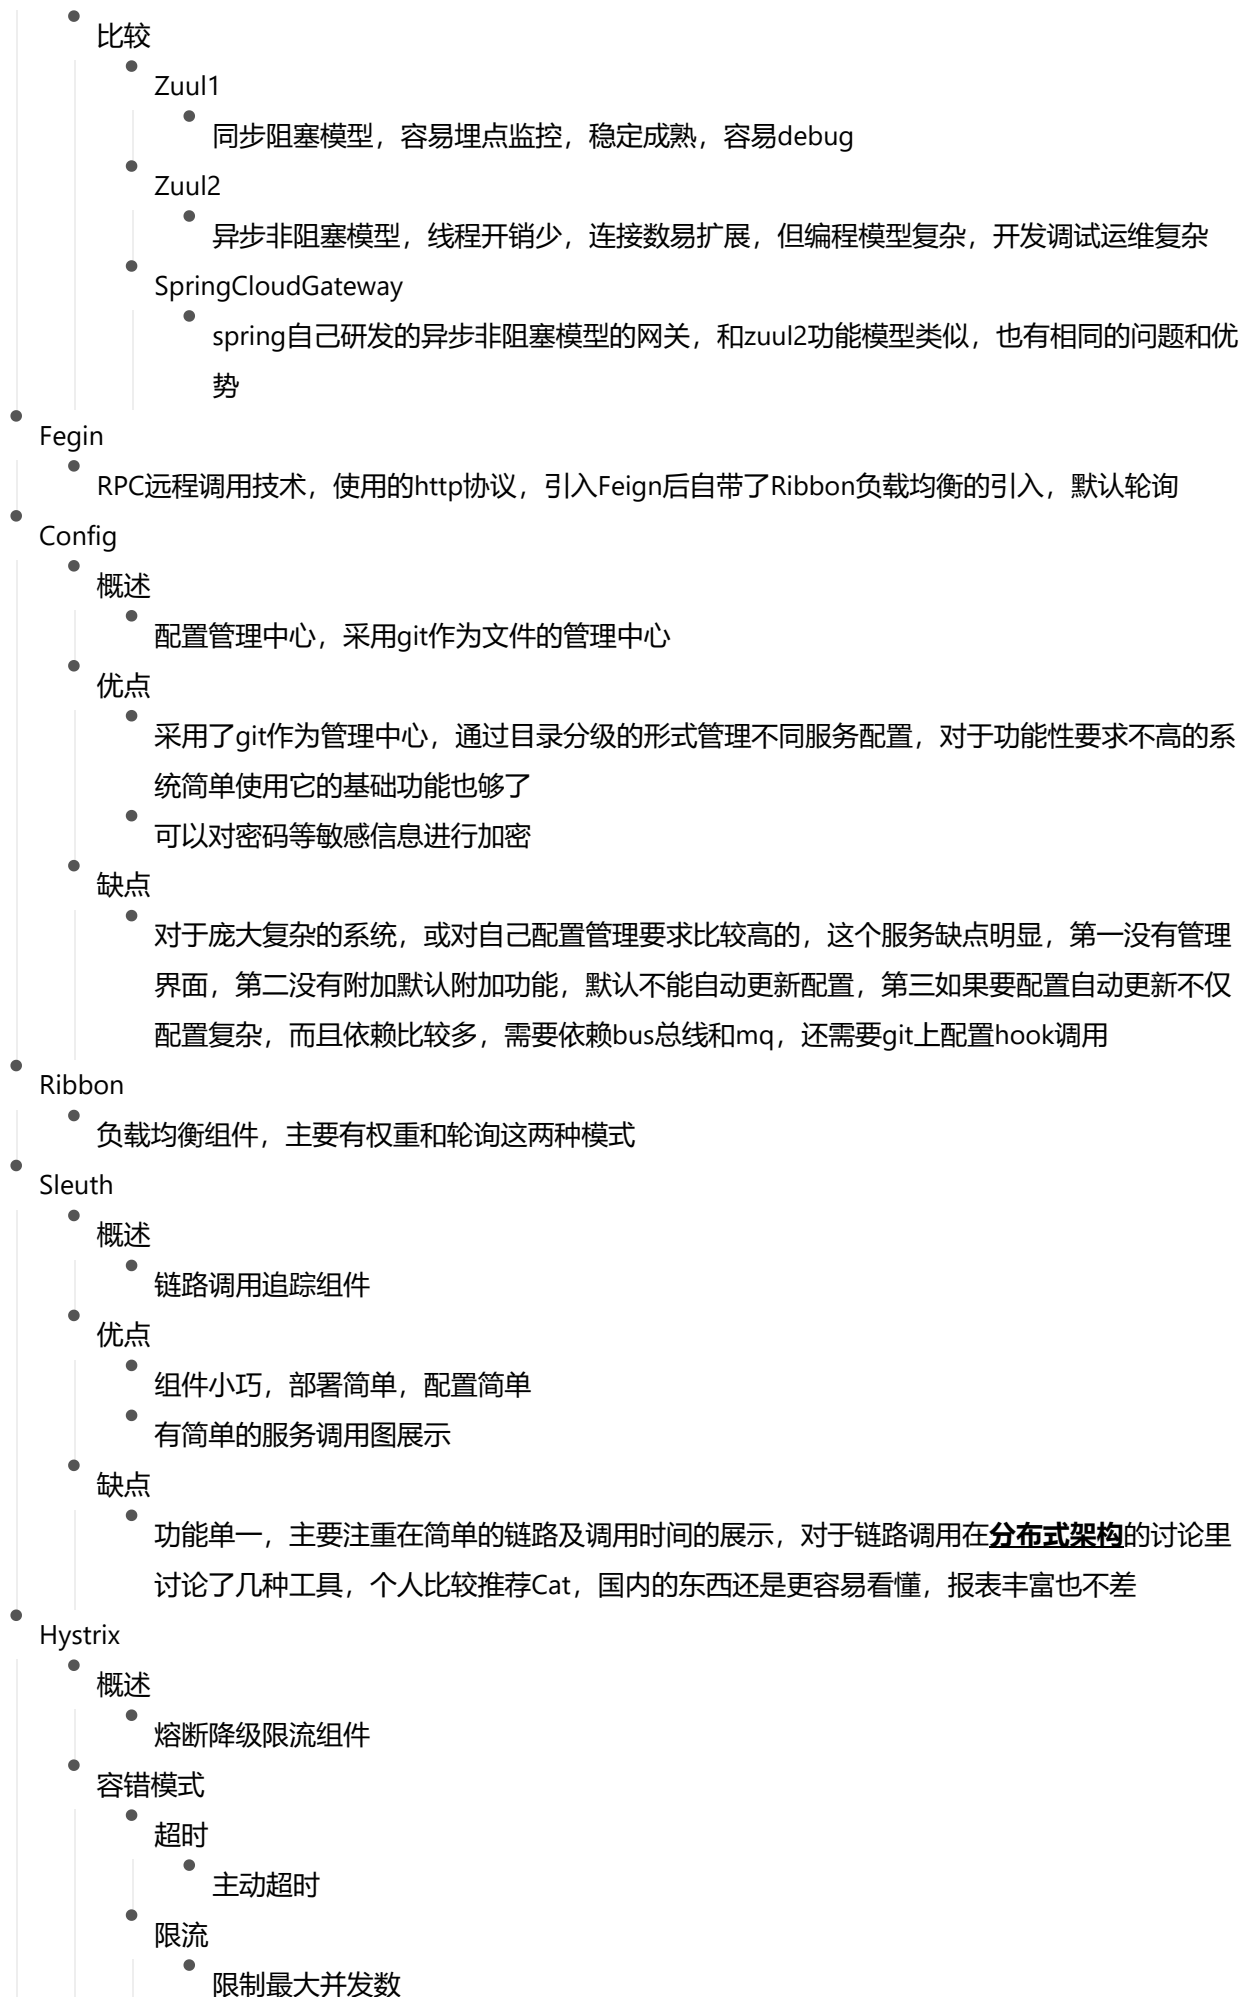 比较
Zuul1
同步阻塞模型，容易埋点监控，稳定成熟，容易debug
Zuul2
异步非阻塞模型，线程开销少，连接数易扩展，但编程模型复杂，开发调试运维复杂
SpringCloudGateway
spring自己研发的异步非阻塞模型的网关，和zuul2功能模型类似，也有相同的问题和优
势
Fegin
RPC远程调用技术，使用的http协议，引入Feign后自带了Ribbon负载均衡的引入，默认轮询
Config
概述
配置管理中心，采用git作为文件的管理中心
优点
采用了git作为管理中心，通过目录分级的形式管理不同服务配置，对于功能性要求不高的系
统简单使用它的基础功能也够了
可以对密码等敏感信息进行加密
缺点
对于庞大复杂的系统，或对自己配置管理要求比较高的，这个服务缺点明显，第一没有管理
界面，第二没有附加默认附加功能，默认不能自动更新配置，第三如果要配置自动更新不仅
配置复杂，而且依赖比较多，需要依赖bus总线和mq，还需要git上配置hook调用
Ribbon
负载均衡组件，主要有权重和轮询这两种模式
Sleuth
概述
链路调用追踪组件
优点
组件小巧，部署简单，配置简单
有简单的服务调用图展示
缺点
功能单一，主要注重在简单的链路及调用时间的展示，对于链路调用在分布式架构的讨论里
讨论了几种工具，个人比较推荐Cat，国内的东西还是更容易看懂，报表丰富也不差
Hystrix
概述
熔断降级限流组件
容错模式
超时
主动超时
限流
限制最大并发数